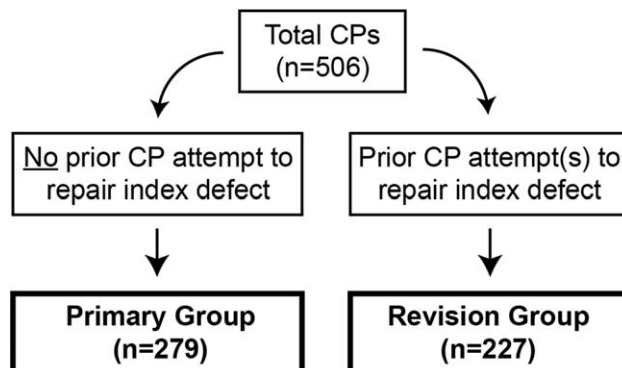 Total CPs
(n=506)
No prior CP attempt to
repair index defect
Prior CP attempt(s) to
repair index defect
Primary Group
(n=279)
Revision Group
(n=227)